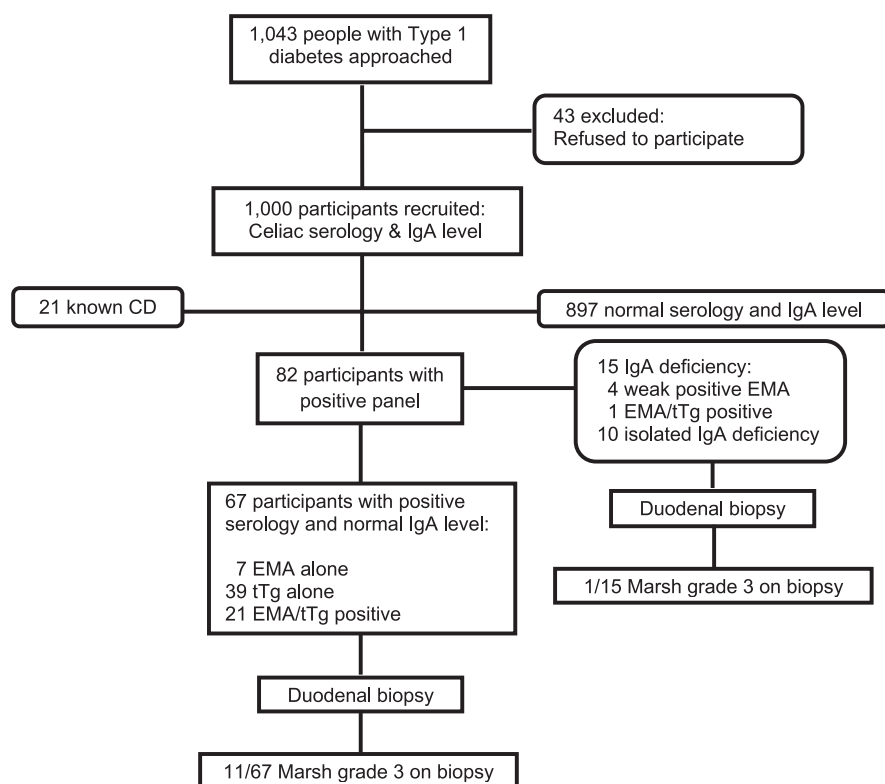 1,043 people with Type 1
diabetes approached
43 excluded:
Refused to participate
1,000 participants recruited:
Celiac serology & IgA level
21 known CD
897 normal serology and IgA level
82 participants with
positive panel
15 IgA deficiency:
4 weak positive EMA
1 EMA/tTg positive
10 isolated IgA deficiency
Duodenal biopsy
1/15 Marsh grade 3 on biopsy
67 participants with positive
serology and normal IgA level:
7 EMA alone
39 tTg alone
21 EMA/tTg positive
Duodenal biopsy
11/67 Marsh grade 3 on biopsy